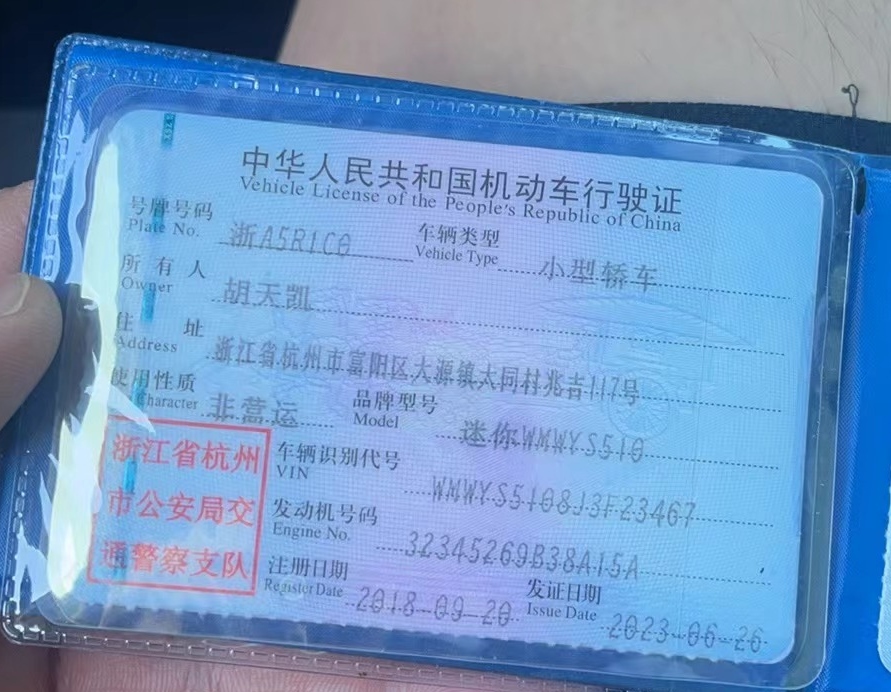 中华人民共和国机动车行驶证
Vehicle License of the People's Republic of China
号牌号码 浙A5R1C0 车辆类型 小型轿车
Plate No. Vehicle Type
所有人 胡天凯
Owner
住址 浙江省杭州市富阳区大源镇大同村兆吉117号
Address
使用性质 非营运 品牌型号 迷你WMWYS510
Character Model
浙江省杭州
市公安局交
通警察支队
车辆识别代号 WMWYS5108J3F23467
VIN
发动机号码 32345269B38A15A
Engine No.
注册日期 2018-09-20 发证日期 2023-06-26
Register Date Issue Date